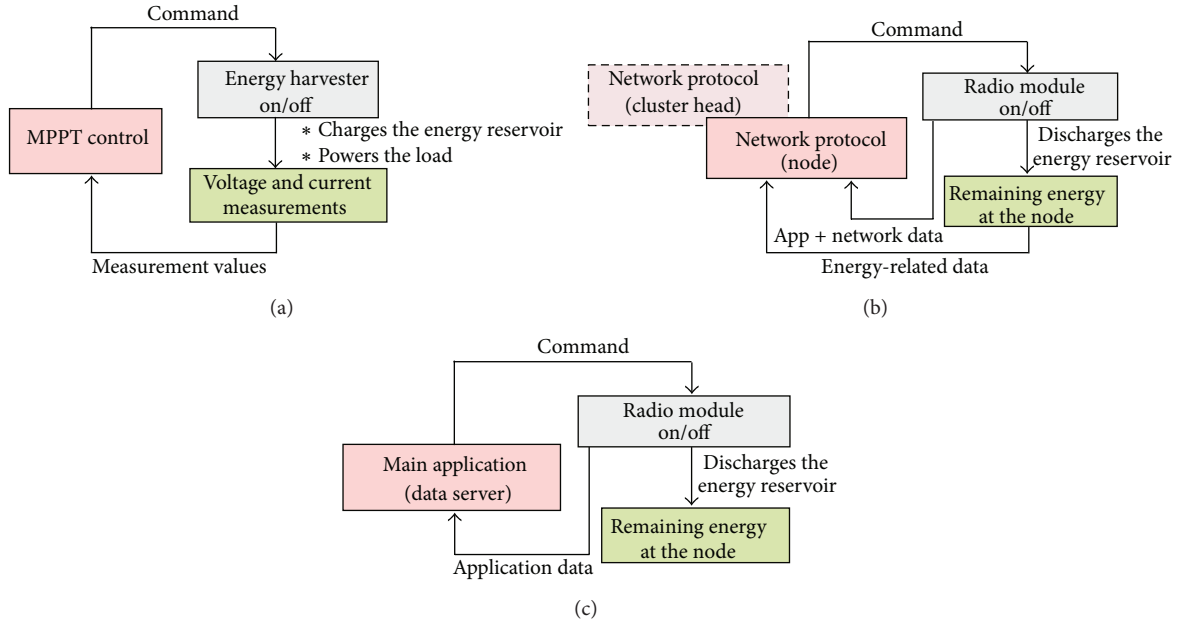 Command
Energy harvester
on/off
MPPT control
∗ Charges the energy reservoir
∗ Powers the load
Voltage and current
measurements
Measurement values
(a)
Command
Network protocol
(cluster head)
Radio module
on/off
Network protocol
(node)
Discharges the
energy reservoir
Remaining energy
at the node
App + network data
Energy-related data
(b)
Command
Radio module
on/off
Main application
(data server)
Discharges the
energy reservoir
Remaining energy
at the node
Application data
(c)